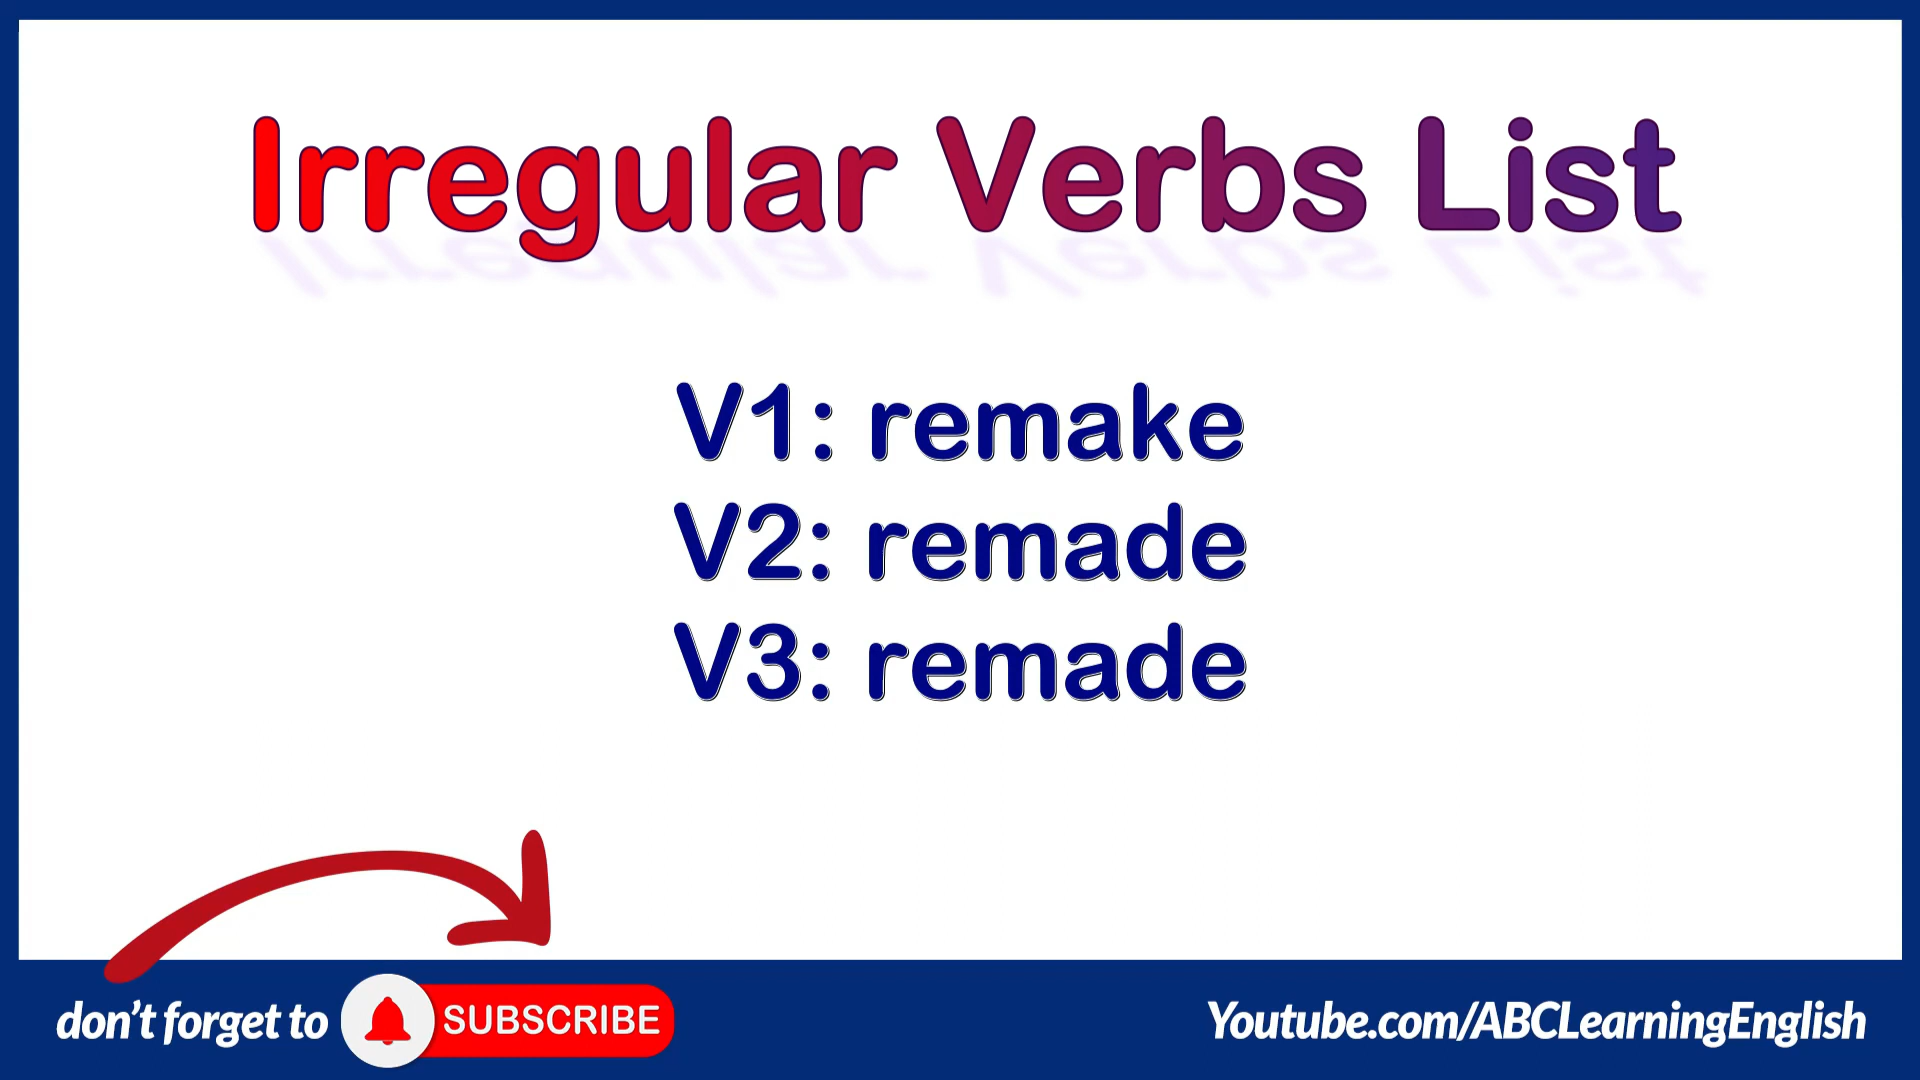 Irregular Verbs List
V1: remake
V2: remade
V3: remade
don't forget to SUBSCRIBE
Youtube.com/ABCLearningEnglish